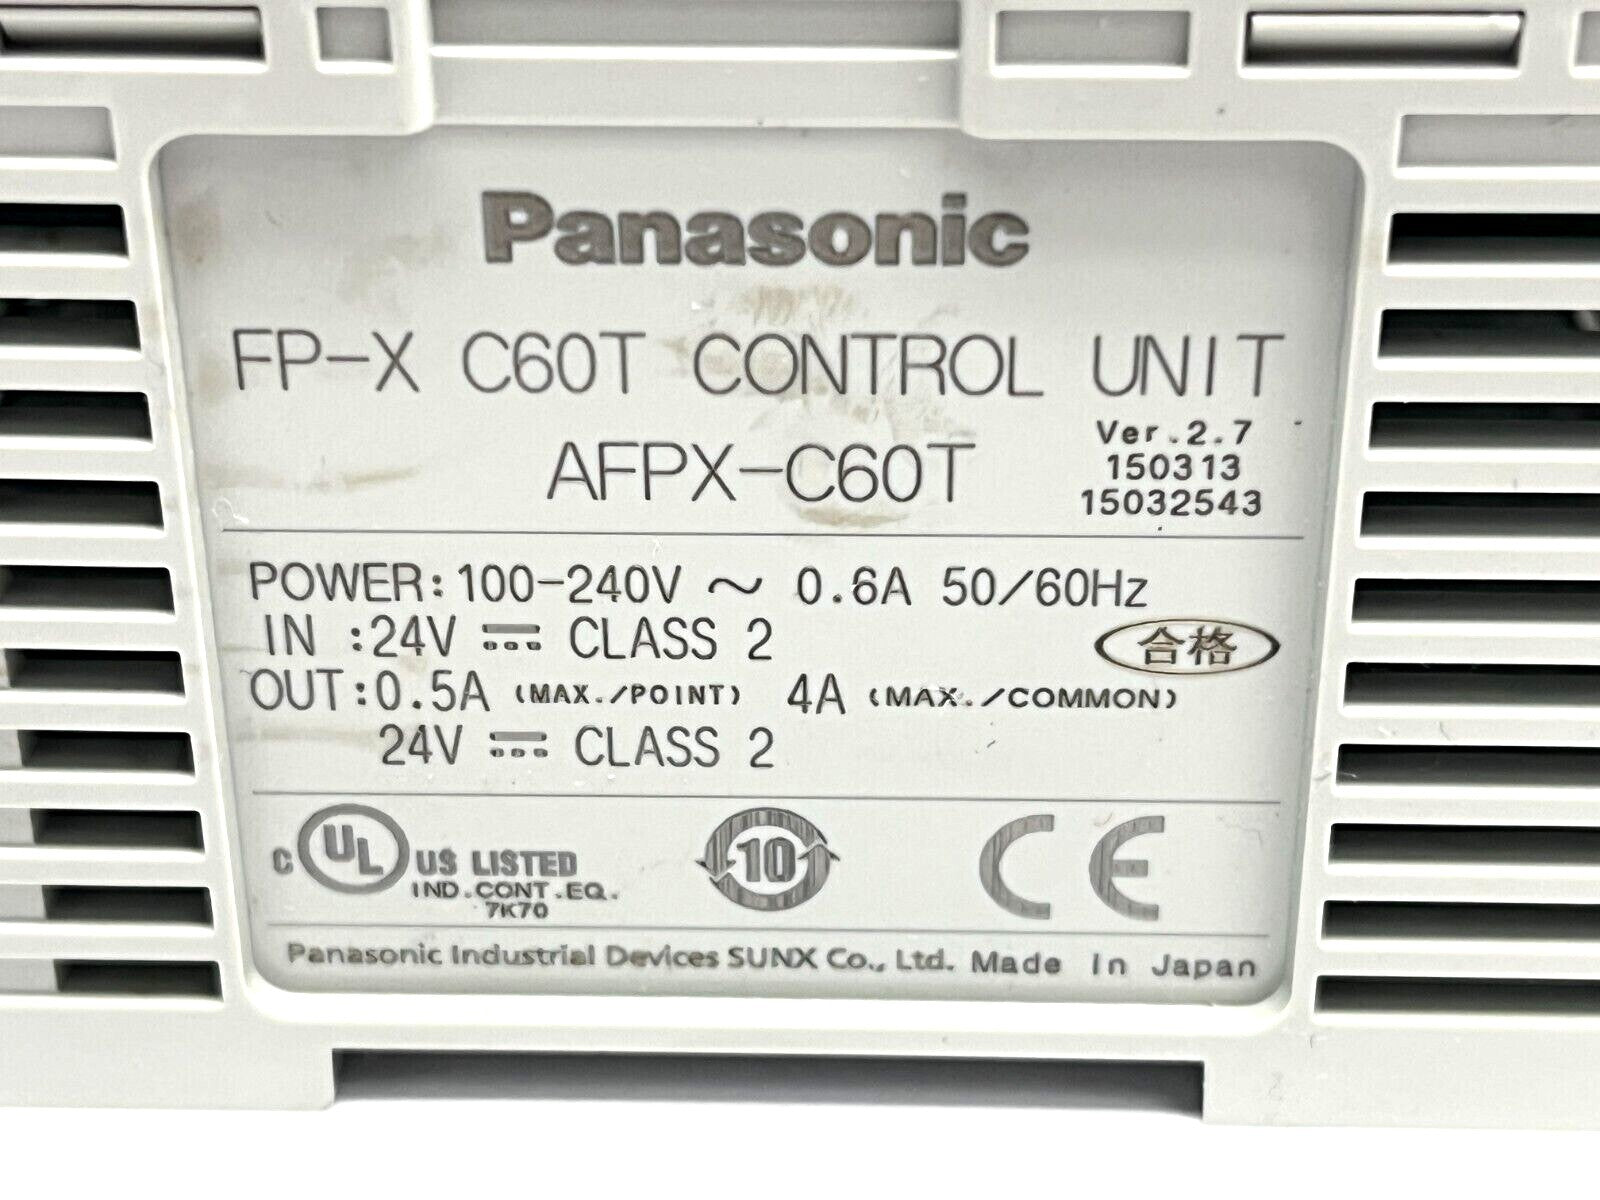 Panasonic
FP-X C60T CONTROL UNIT
AFPX-C60T
Ver.2.7
150313
15032543
POWER: 100-240V ～ 0.6A 50/60Hz
IN :24V ⎓ CLASS 2
合格
OUT:0.5A (MAX./POINT) 4A (MAX./COMMON)
24V ⎓ CLASS 2
C UL US LISTED
IND.CONT.EQ.
7K70
10
CE
Panasonic Industrial Devices SUNX Co., Ltd. Made in Japan